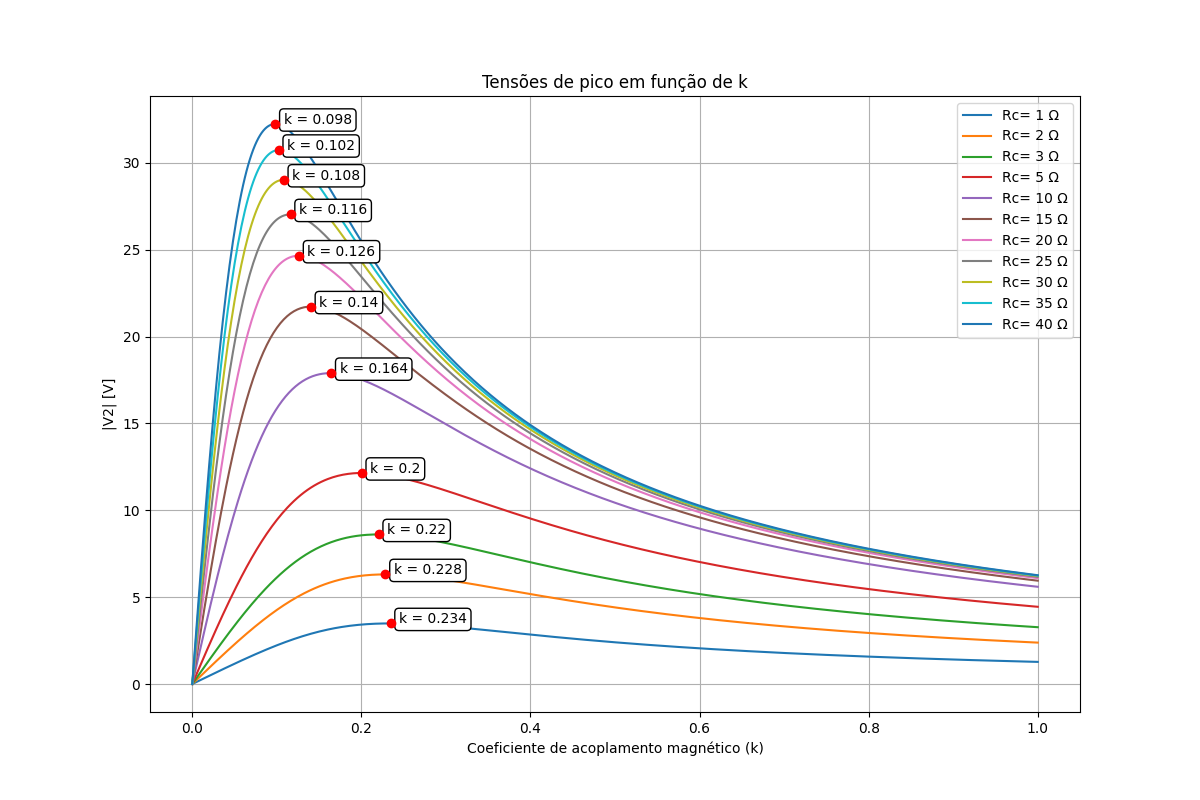 Tensões de pico em função de k
|V2| [V]
30
25
20
15
10
5
0
k = 0.098
k = 0.102
k = 0.108
k = 0.116
k = 0.126
k = 0.14
k = 0.164
k = 0.2
k = 0.22
k = 0.228
k = 0.234
Rc= 1 Ω
Rc= 2 Ω
Rc= 3 Ω
Rc= 5 Ω
Rc= 10 Ω
Rc= 15 Ω
Rc= 20 Ω
Rc= 25 Ω
Rc= 30 Ω
Rc= 35 Ω
Rc= 40 Ω
0.0 0.2 0.4 0.6 0.8 1.0
Coeficiente de acoplamento magnético (k)